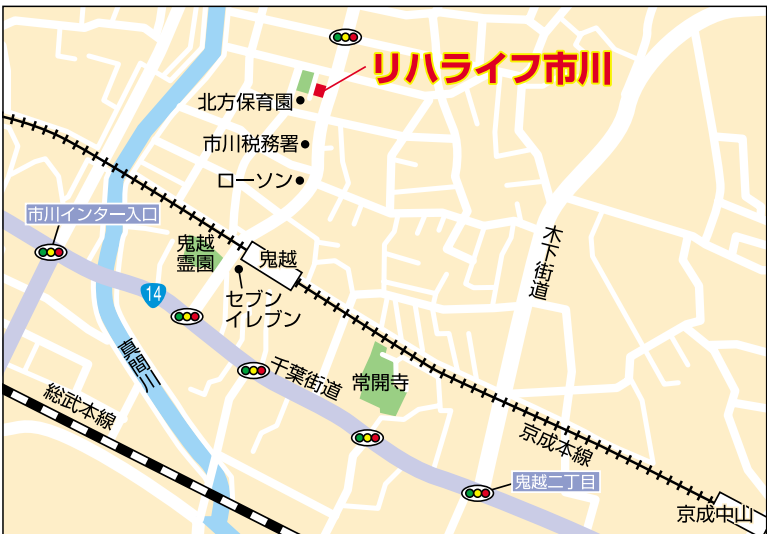 リハライフ市川
北方保育園
市川税務署
ローソン
市川インター入口
鬼越
霊園
鬼越
木下街道
14
セブン
イレブン
真間川
千葉街道
常開寺
総武本線
京成本線
鬼越二丁目
京成中山